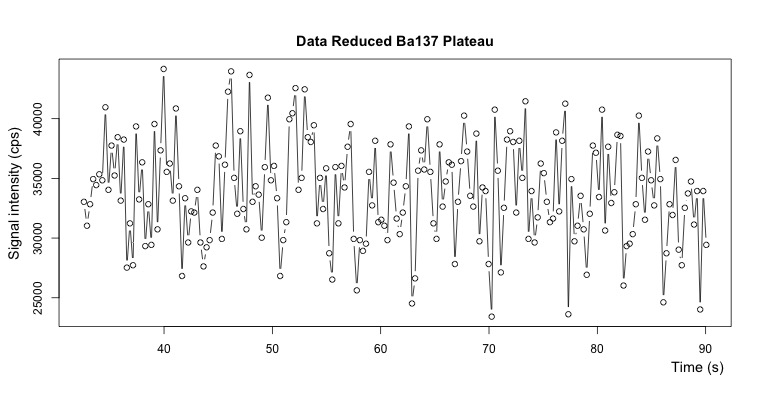 Data Reduced Ba137 Plateau
Signal intensity (cps)
40000
35000
30000
25000
40 50 60 70 80 90
Time (s)